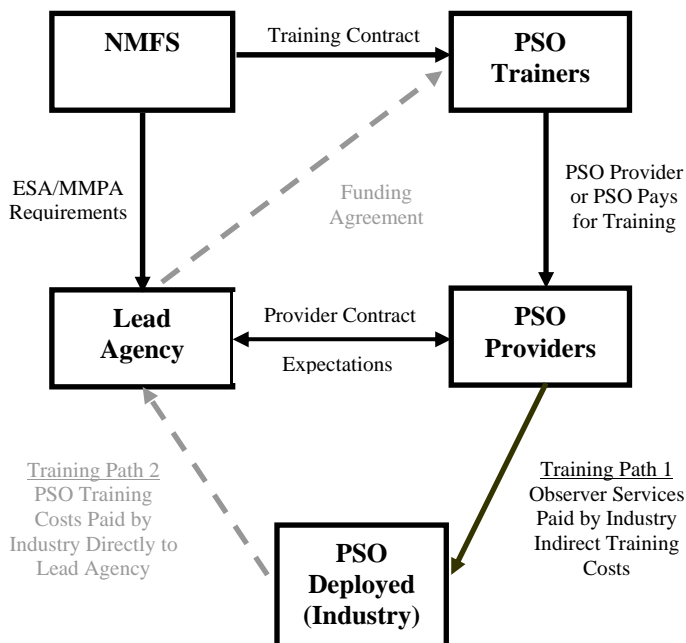 NMFS
Training Contract
PSO
Trainers
ESA/MMPA
Requirements
Funding
Agreement
PSO Provider
or PSO Pays
for Training
Lead
Agency
Provider Contract
Expectations
PSO
Providers
Training Path 2
PSO Training
Costs Paid by
Industry Directly to
Lead Agency
PSO
Deployed
(Industry)
Training Path 1
Observer Services
Paid by Industry
Indirect Training
Costs